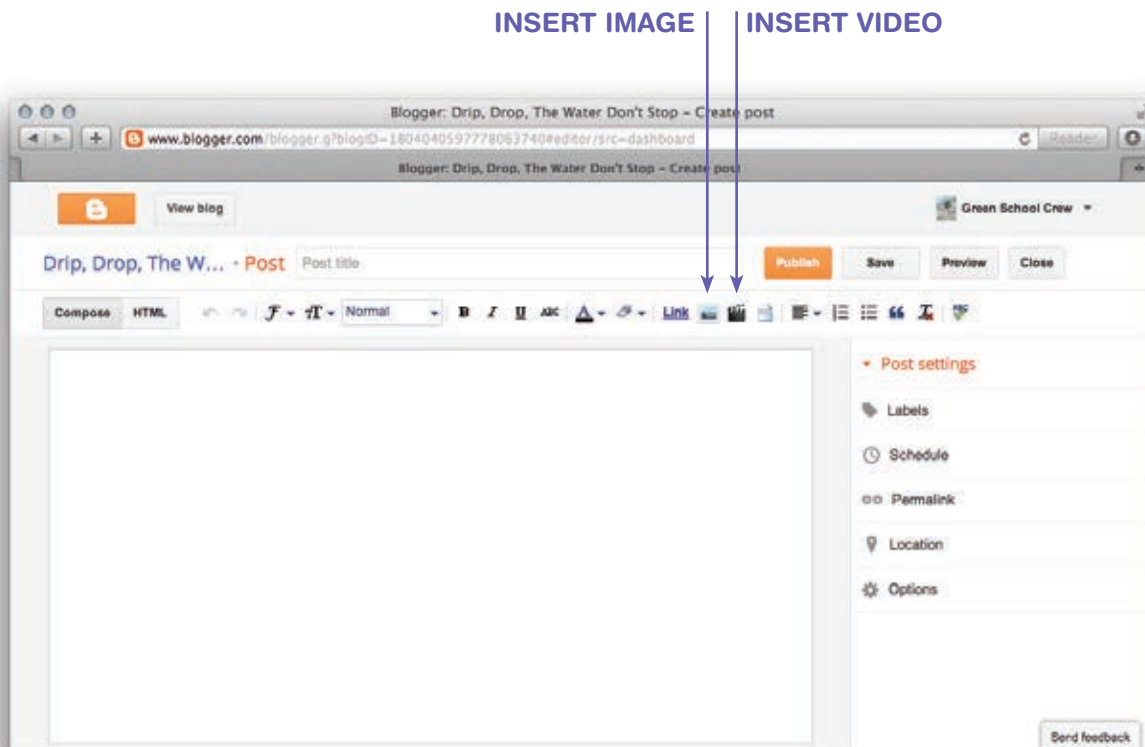 INSERT IMAGE INSERT VIDEO
Blogger: Drip, Drop, The Water Don't Stop – Create post
www.blogger.com/blogger.g?blogID=1804040597778063740#editor/src=dashboard
Reader
Blogger: Drip, Drop, The Water Don't Stop – Create post
View blog
Green School Crew
Drip, Drop, The W... · Post Post title Publish Save Preview Close
Compose HTML Normal B I U ABC A Link
Post settings
Labels
Schedule
Permalink
Location
Options
Send feedback